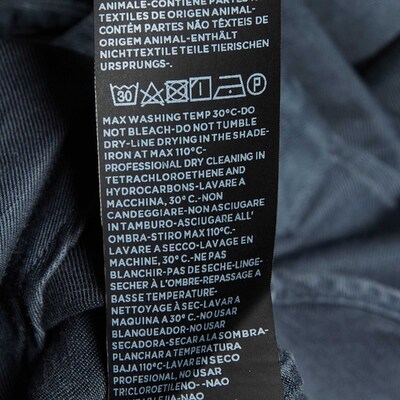 ANIMALE-CONTIENE PARTES
TEXTILES DE ORIGEN ANIMAL-
CONTÉM PARTES NÃO TÊXTEIS DE
ORIGEM ANIMAL-ENTHÄLT
NICHTTEXTILE TEILE TIERISCHEN
URSPRUNGS-.
30 P
MAX WASHING TEMP 30°C-DO
NOT BLEACH-DO NOT TUMBLE
DRY-LINE DRYING IN THE SHADE-
IRON AT MAX 110°C-
PROFESSIONAL DRY CLEANING IN
TETRACHLOROETHENE AND
HYDROCARBONS-LAVARE A
MACCHINA, 30° C.-NON
CANDEGGIARE-NON ASCIUGARE
IN TAMBURO-ASCIUGARE ALL'
OMBRA-STIRO MAX 110°C-
LAVARE A SECCO-LAVAGE EN
MACHINE, 30° C.-NE PAS
BLANCHIR-PAS DE SECHE-LINGE-
SÉCHER À L'OMBRE-REPASSAGE A
BASSE TEMPERATURE-
NETTOYAGE À SEC-LAVAR A
MAQUINA A 30° C.-NO USAR
BLANQUEADOR-NO USAR
SECADORA-SECAR A LA SOMBRA-
PLANCHAR A TEMPERATURA
BAJA 110°C-LAVAR EN SECO
PROFESIONAL, NO USAR
TRICLOROETILENO--NAO
A-NAO